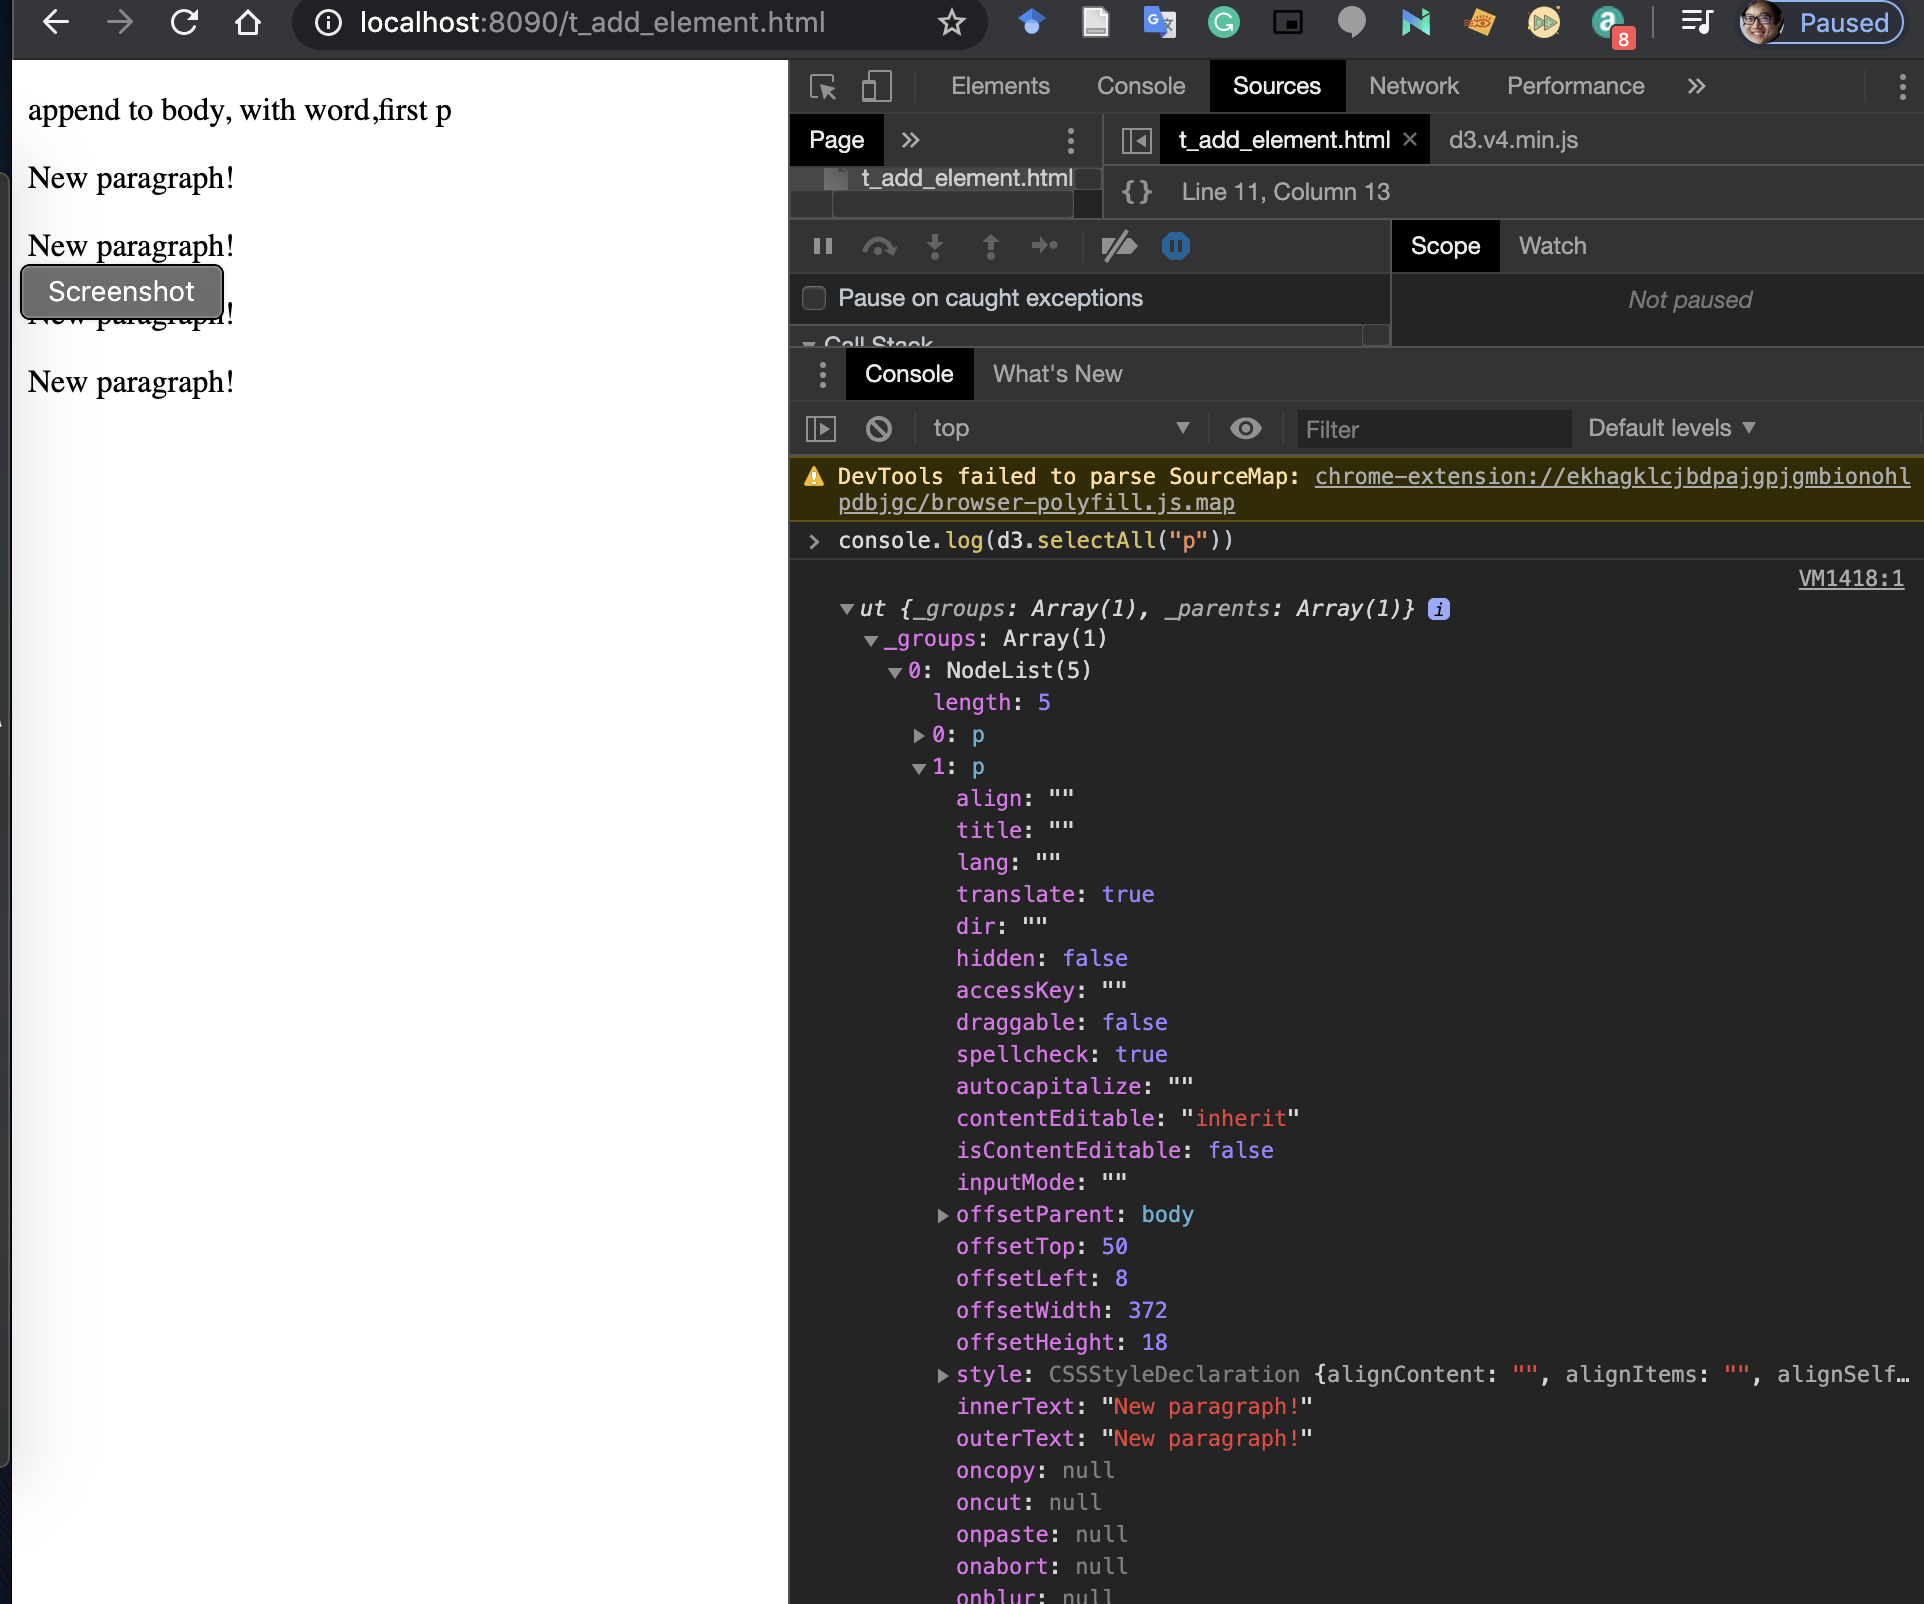 localhost:8090/t_add_element.html
8
Paused
append to body, with word,first p
New paragraph!
New paragraph!
Screenshot
New paragraph!
New paragraph!
Elements Console Sources Network Performance »
Page »
t_add_element.html × d3.v4.min.js
t_add_element.html
{} Line 11, Column 13
Scope Watch
Pause on caught exceptions
Not paused
Call Stack
Console What's New
top
Filter
Default levels ▼
DevTools failed to parse SourceMap: chrome-extension://ekhagklcjbdpajgpjgmbionohl
pdbjgc/browser-polyfill.js.map
> console.log(d3.selectAll("p"))
VM1418:1
▼ut {_groups: Array(1), _parents: Array(1)} i
▼_groups: Array(1)
▼0: NodeList(5)
length: 5
▶0: p
▼1: p
align: ""
title: ""
lang: ""
translate: true
dir: ""
hidden: false
accessKey: ""
draggable: false
spellcheck: true
autocapitalize: ""
contentEditable: "inherit"
isContentEditable: false
inputMode: ""
▶offsetParent: body
offsetTop: 50
offsetLeft: 8
offsetWidth: 372
offsetHeight: 18
▶style: CSSStyleDeclaration {alignContent: "", alignItems: "", alignSelf…
innerText: "New paragraph!"
outerText: "New paragraph!"
oncopy: null
oncut: null
onpaste: null
onabort: null
onblur: null